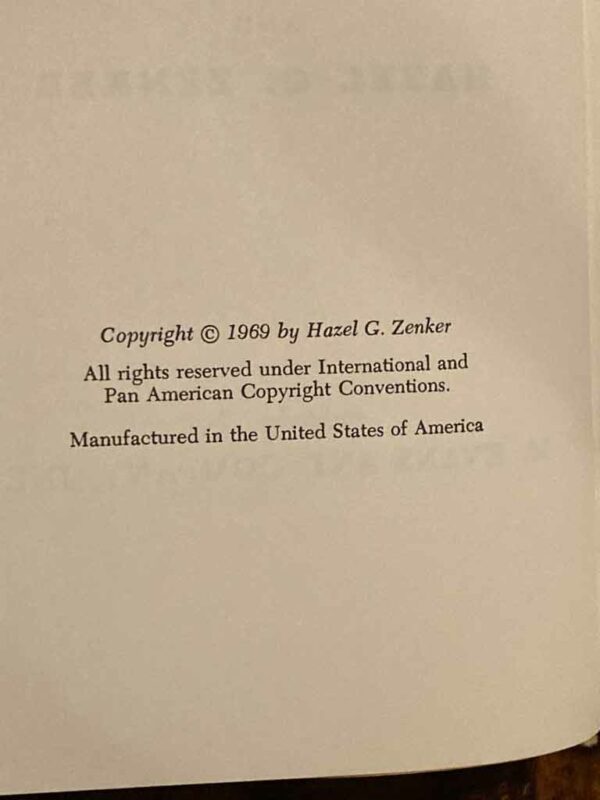 Copyright © 1969 by Hazel G. Zenker
All rights reserved under International and
Pan American Copyright Conventions.
Manufactured in the United States of America